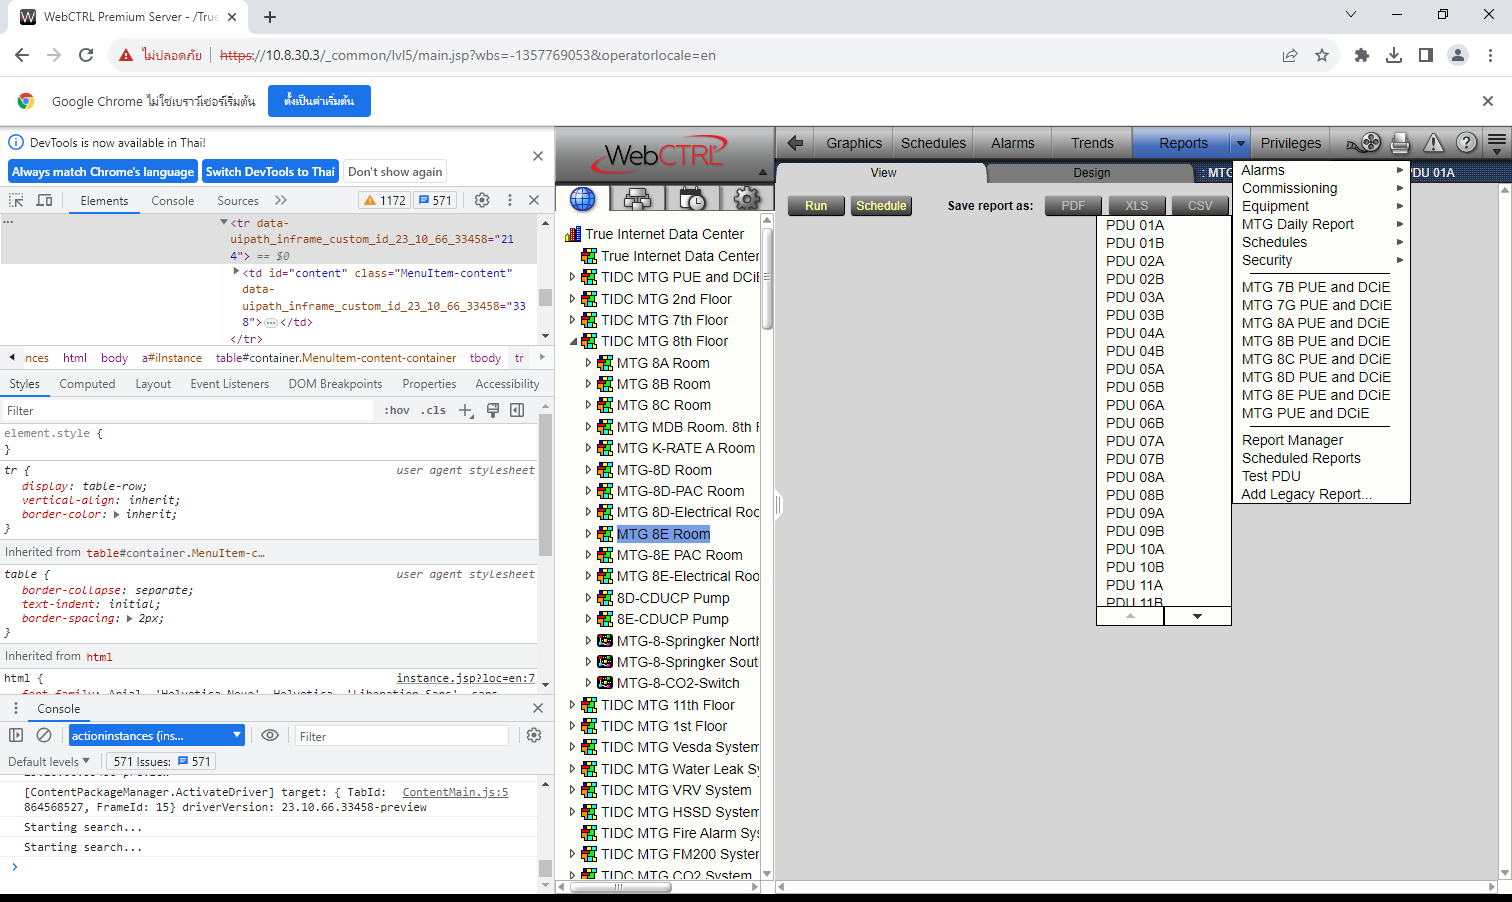 WebCTRL Premium Server - /True
ไม่ปลอดภัย
https://10.8.30.3/_common/lvl5/main.jsp?wbs=-1357769053&operatorlocale=en
Google Chrome ไม่ใช่เบราว์เซอร์เริ่มต้น
ตั้งเป็นค่าเริ่มต้น
DevTools is now available in Thai!
Always match Chrome's language
Switch DevTools to Thai
Don't show again
Elements
Console
Sources
1172
571
<tr data-
uipath_inframe_custom_id_23_10_66_33458="21
4"> == $0
<td id="content" class="MenuItem-content"
data-
uipath_inframe_custom_id_23_10_66_33458="33
8">…</td>
</tr>
nces html body a#iInstance table#container.MenuItem-content-container tbody tr
Styles
Computed
Layout
Event Listeners
DOM Breakpoints
Properties
Accessibility
Filter
:hov .cls
element.style {
}
tr {
user agent stylesheet
display: table-row;
vertical-align: inherit;
border-color: inherit;
}
Inherited from table#container.MenuItem-c…
table {
user agent stylesheet
border-collapse: separate;
text-indent: initial;
border-spacing: 2px;
}
Inherited from html
html {
instance.jsp?loc=en:7
font-family: Arial, 'Helvetica Neue', Helvetica, 'Liberation Sans', sans
Console
actioninstances (ins...
Filter
Default levels
571 Issues: 571
[ContentPackageManager.ActivateDriver] target: { TabId:
ContentMain.js:5
864568527, FrameId: 15} driverVersion: 23.10.66.33458-preview
Starting search...
Starting search...
WebCTRL
Graphics
Schedules
Alarms
Trends
Reports
Privileges
View
Design
: MTG
PDU 01A
Run
Schedule
Save report as:
PDF
XLS
CSV
True Internet Data Center
True Internet Data Center
TIDC MTG PUE and DCiE
TIDC MTG 2nd Floor
TIDC MTG 7th Floor
TIDC MTG 8th Floor
MTG 8A Room
MTG 8B Room
MTG 8C Room
MTG MDB Room. 8th F
MTG K-RATE A Room
MTG-8D Room
MTG-8D-PAC Room
MTG 8D-Electrical Roo
MTG 8E Room
MTG-8E PAC Room
MTG 8E-Electrical Roo
8D-CDUCP Pump
8E-CDUCP Pump
MTG-8-Springker North
MTG-8-Springker Sout
MTG-8-CO2-Switch
TIDC MTG 11th Floor
TIDC MTG 1st Floor
TIDC MTG Vesda System
TIDC MTG Water Leak Sy
TIDC MTG VRV System
TIDC MTG HSSD System
TIDC MTG Fire Alarm Sys
TIDC MTG FM200 System
TIDC MTG CO2 System
PDU 01A
PDU 01B
PDU 02A
PDU 02B
PDU 03A
PDU 03B
PDU 04A
PDU 04B
PDU 05A
PDU 05B
PDU 06A
PDU 06B
PDU 07A
PDU 07B
PDU 08A
PDU 08B
PDU 09A
PDU 09B
PDU 10A
PDU 10B
PDU 11A
PDU 11B
Alarms
Commissioning
Equipment
MTG Daily Report
Schedules
Security
MTG 7B PUE and DCiE
MTG 7G PUE and DCiE
MTG 8A PUE and DCiE
MTG 8B PUE and DCiE
MTG 8C PUE and DCiE
MTG 8D PUE and DCiE
MTG 8E PUE and DCiE
MTG PUE and DCiE
Report Manager
Scheduled Reports
Test PDU
Add Legacy Report...